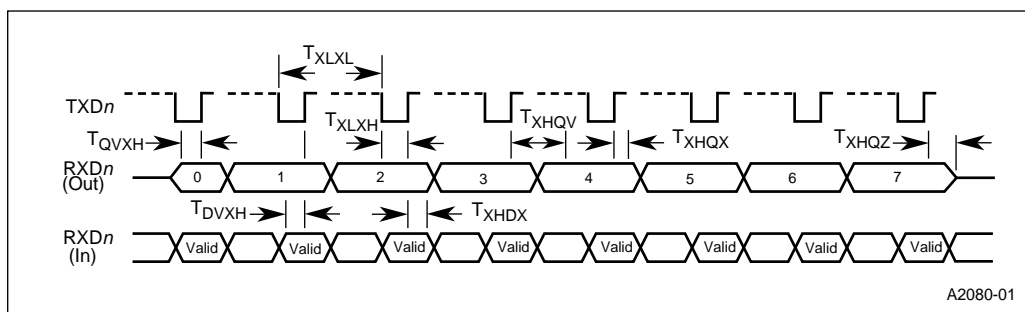 TXLXL
TXDn
TXLXH
TXHQV
TQVXH
TXHQX
TXHQZ
RXDn
(Out)
0 1 2 3 4 5 6 7
TDVXH
TXHDX
RXDn
(In)
Valid Valid Valid Valid Valid Valid Valid Valid
A2080-01